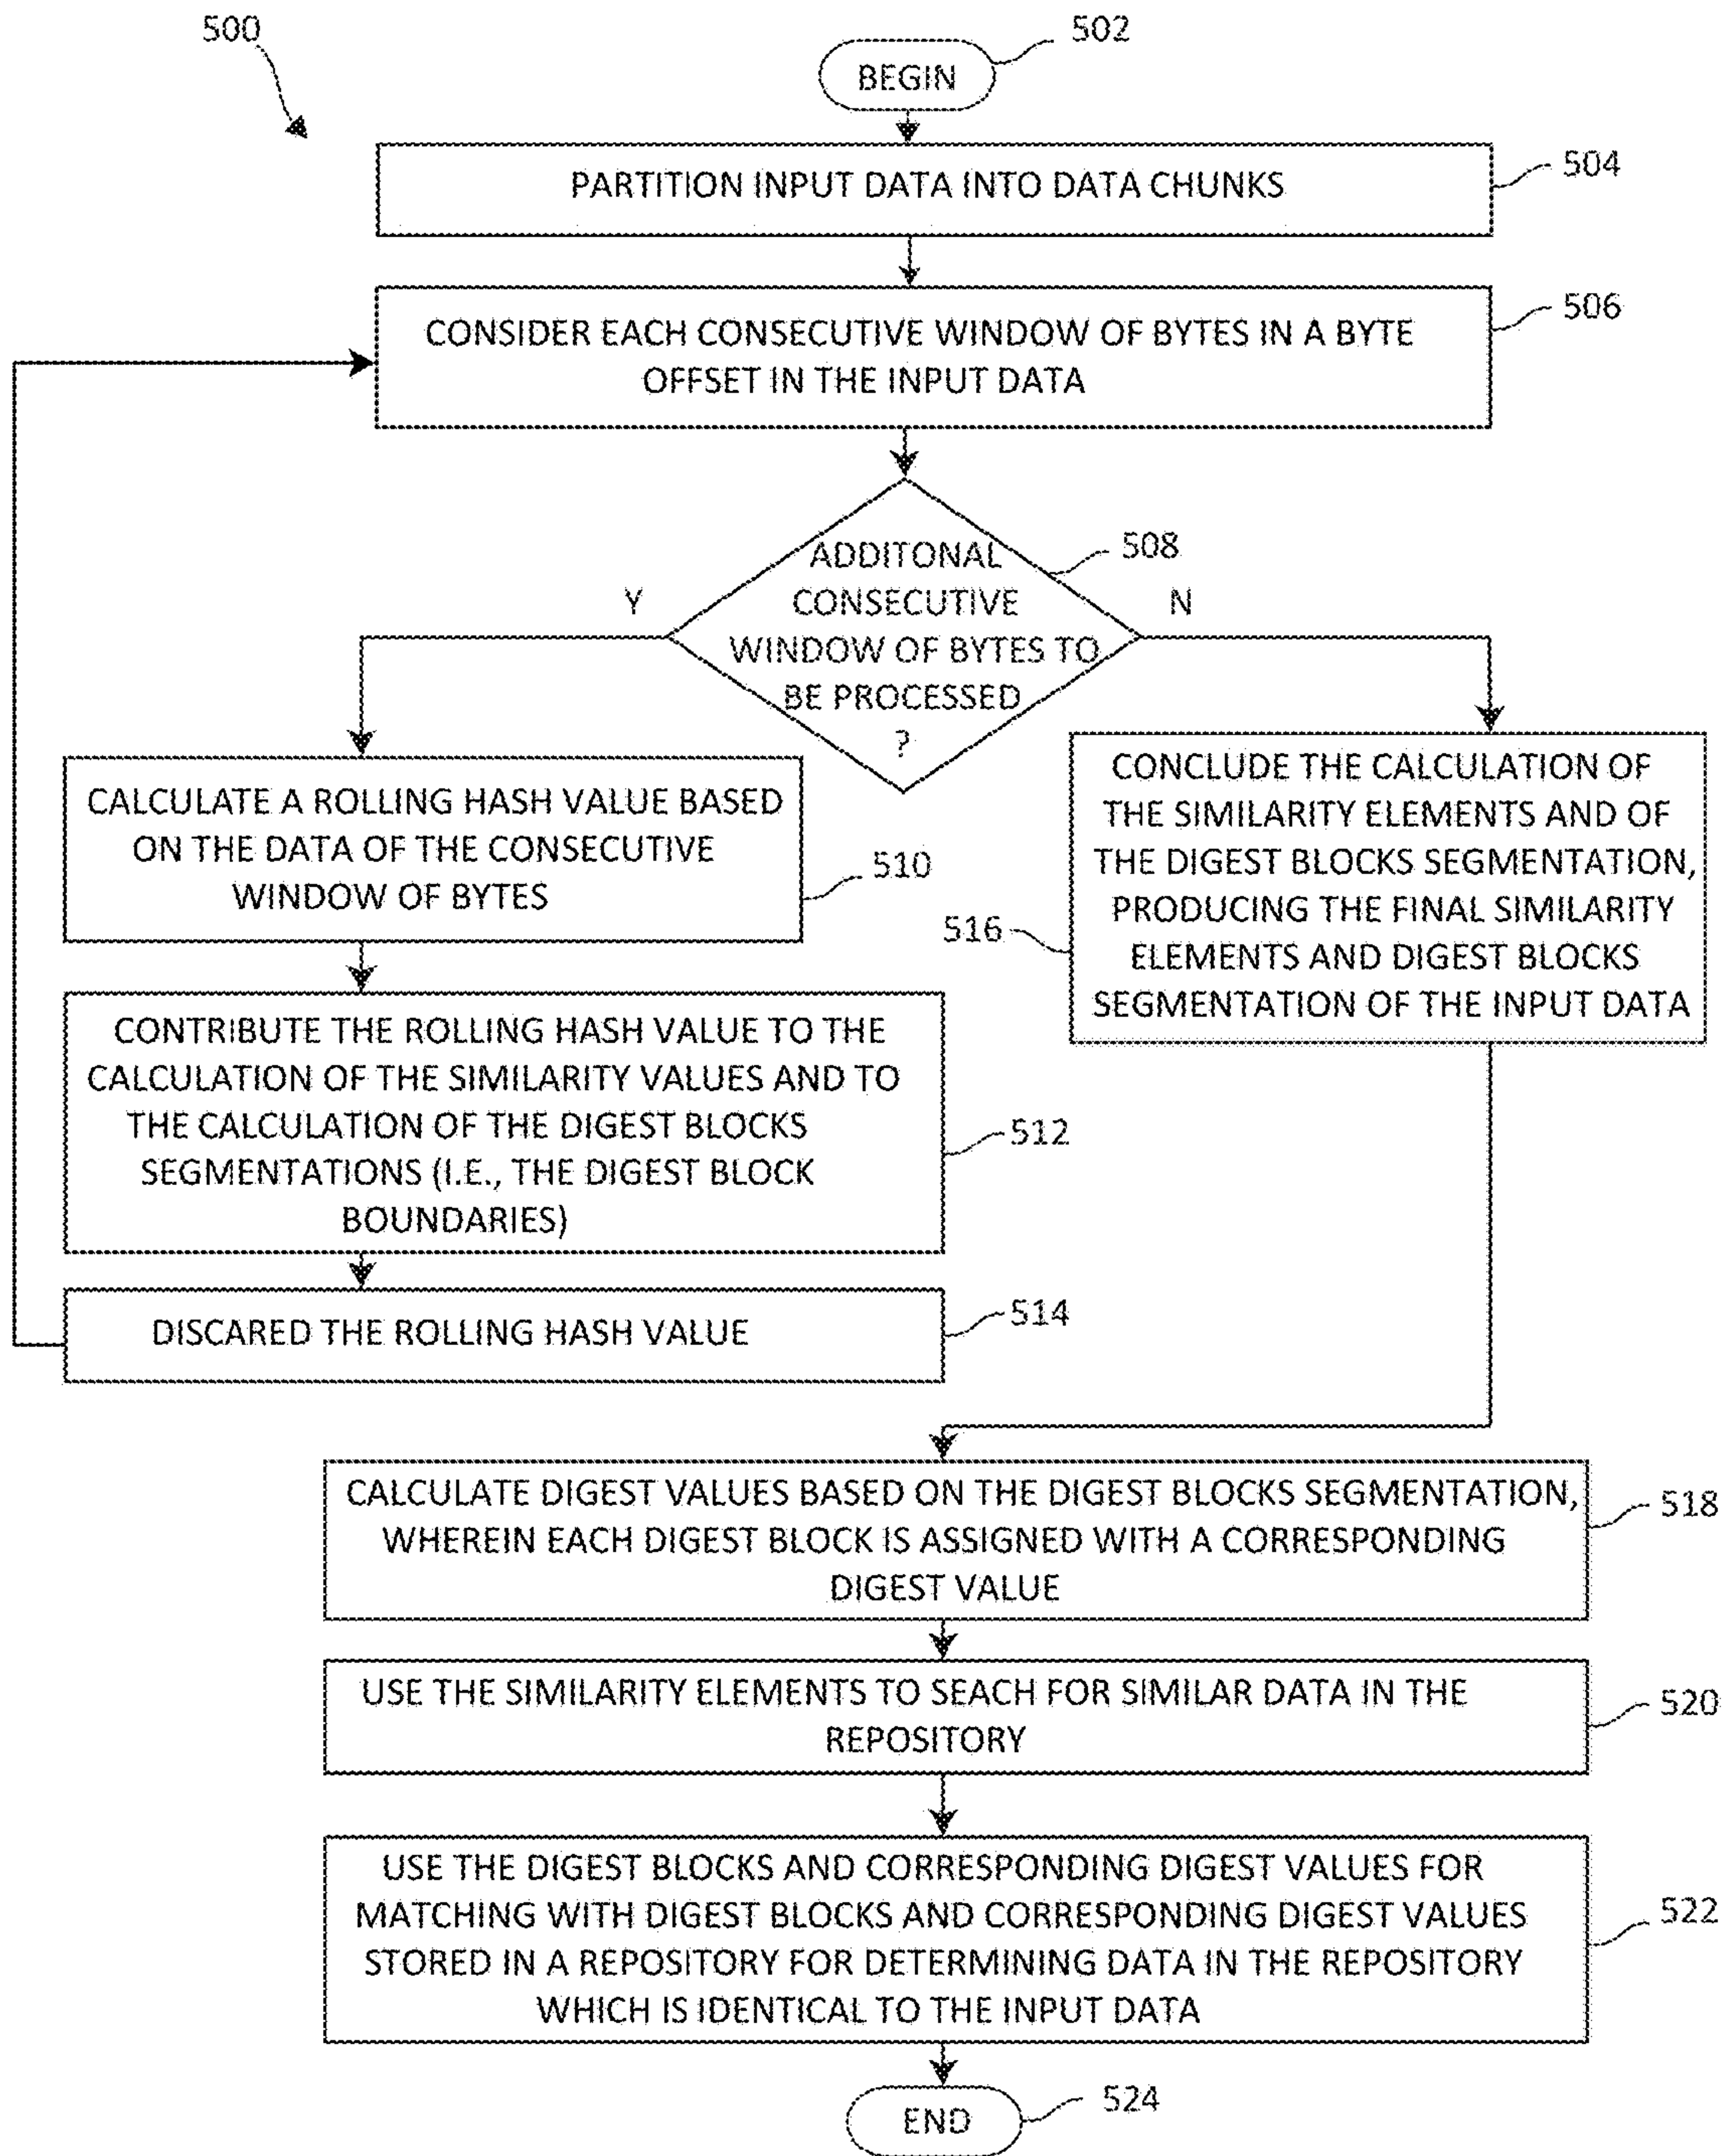 500
502
BEGIN
PARTITION INPUT DATA INTO DATA CHUNKS
504
CONSIDER EACH CONSECUTIVE WINDOW OF BYTES IN A BYTE
OFFSET IN THE INPUT DATA
506
ADDITONAL
CONSECUTIVE
WINDOW OF BYTES TO
BE PROCESSED
?
508
Y
N
CALCULATE A ROLLING HASH VALUE BASED
ON THE DATA OF THE CONSECUTIVE
WINDOW OF BYTES
510
CONTRIBUTE THE ROLLING HASH VALUE TO THE
CALCULATION OF THE SIMILARITY VALUES AND TO
THE CALCULATION OF THE DIGEST BLOCKS
SEGMENTATIONS (I.E., THE DIGEST BLOCK
BOUNDARIES)
512
DISCARED THE ROLLING HASH VALUE
514
CONCLUDE THE CALCULATION OF
THE SIMILARITY ELEMENTS AND OF
THE DIGEST BLOCKS SEGMENTATION,
PRODUCING THE FINAL SIMILARITY
ELEMENTS AND DIGEST BLOCKS
SEGMENTATION OF THE INPUT DATA
516
CALCULATE DIGEST VALUES BASED ON THE DIGEST BLOCKS SEGMENTATION,
WHEREIN EACH DIGEST BLOCK IS ASSIGNED WITH A CORRESPONDING
DIGEST VALUE
518
USE THE SIMILARITY ELEMENTS TO SEACH FOR SIMILAR DATA IN THE
REPOSITORY
520
USE THE DIGEST BLOCKS AND CORRESPONDING DIGEST VALUES FOR
MATCHING WITH DIGEST BLOCKS AND CORRESPONDING DIGEST VALUES
STORED IN A REPOSITORY FOR DETERMINING DATA IN THE REPOSITORY
WHICH IS IDENTICAL TO THE INPUT DATA
522
END
524